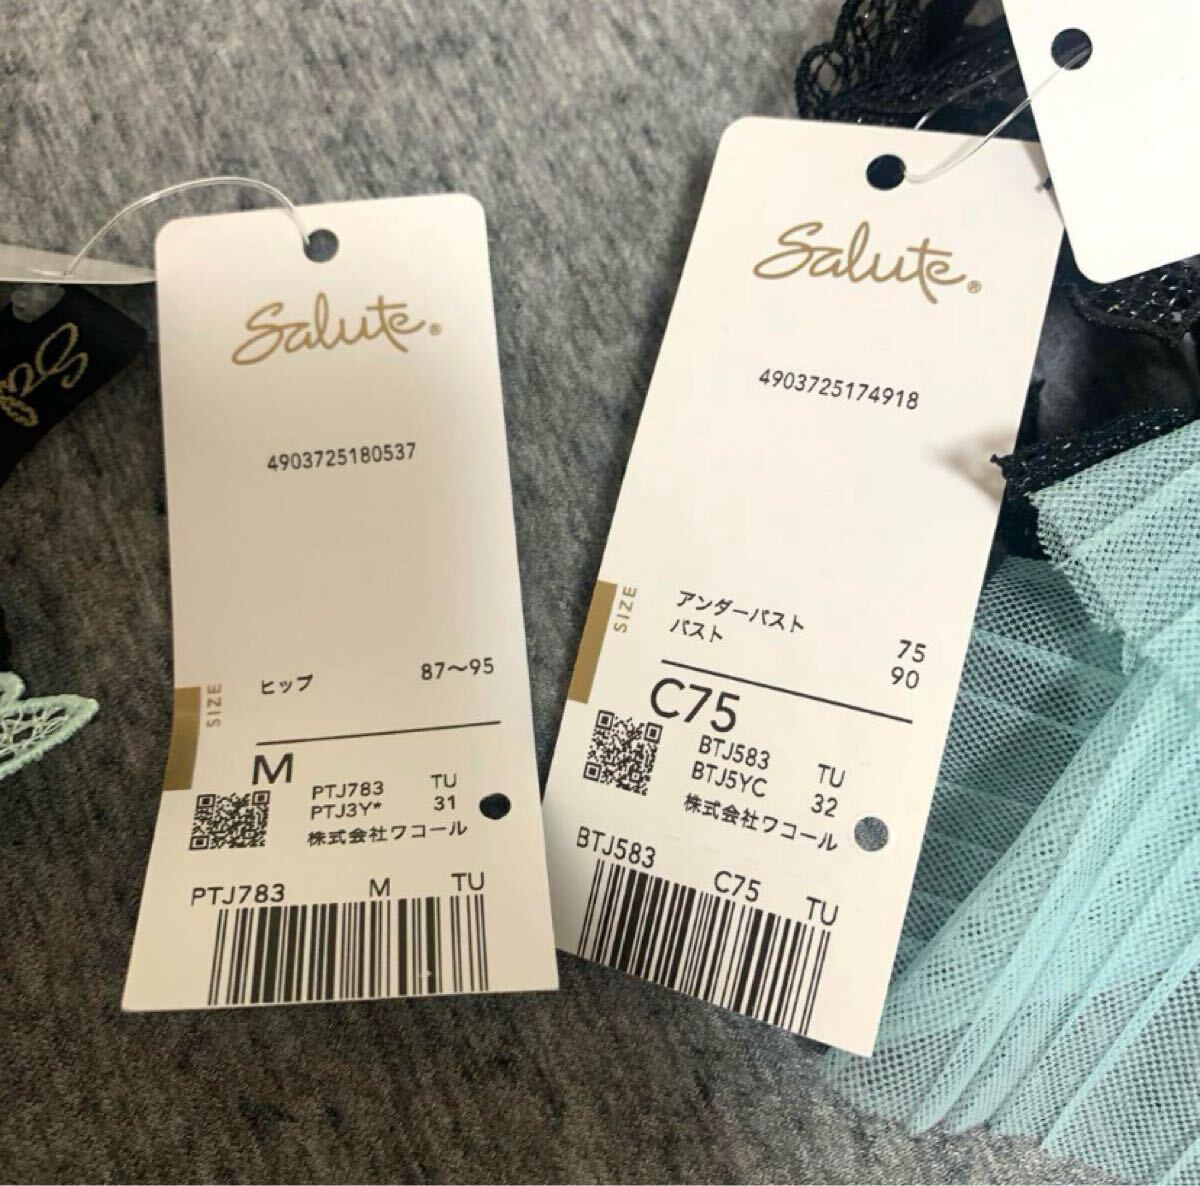 Salute®
4903725180537
SIZE
ヒップ 87〜95
M
PTJ783 TU
PTJ3Y* 31
株式会社ワコール
PTJ783 M TU
Salute®
4903725174918
SIZE
アンダーバスト 75
バスト 90
C75
BTJ583 TU
BTJ5YC 32
株式会社ワコール
BTJ583 C75 TU